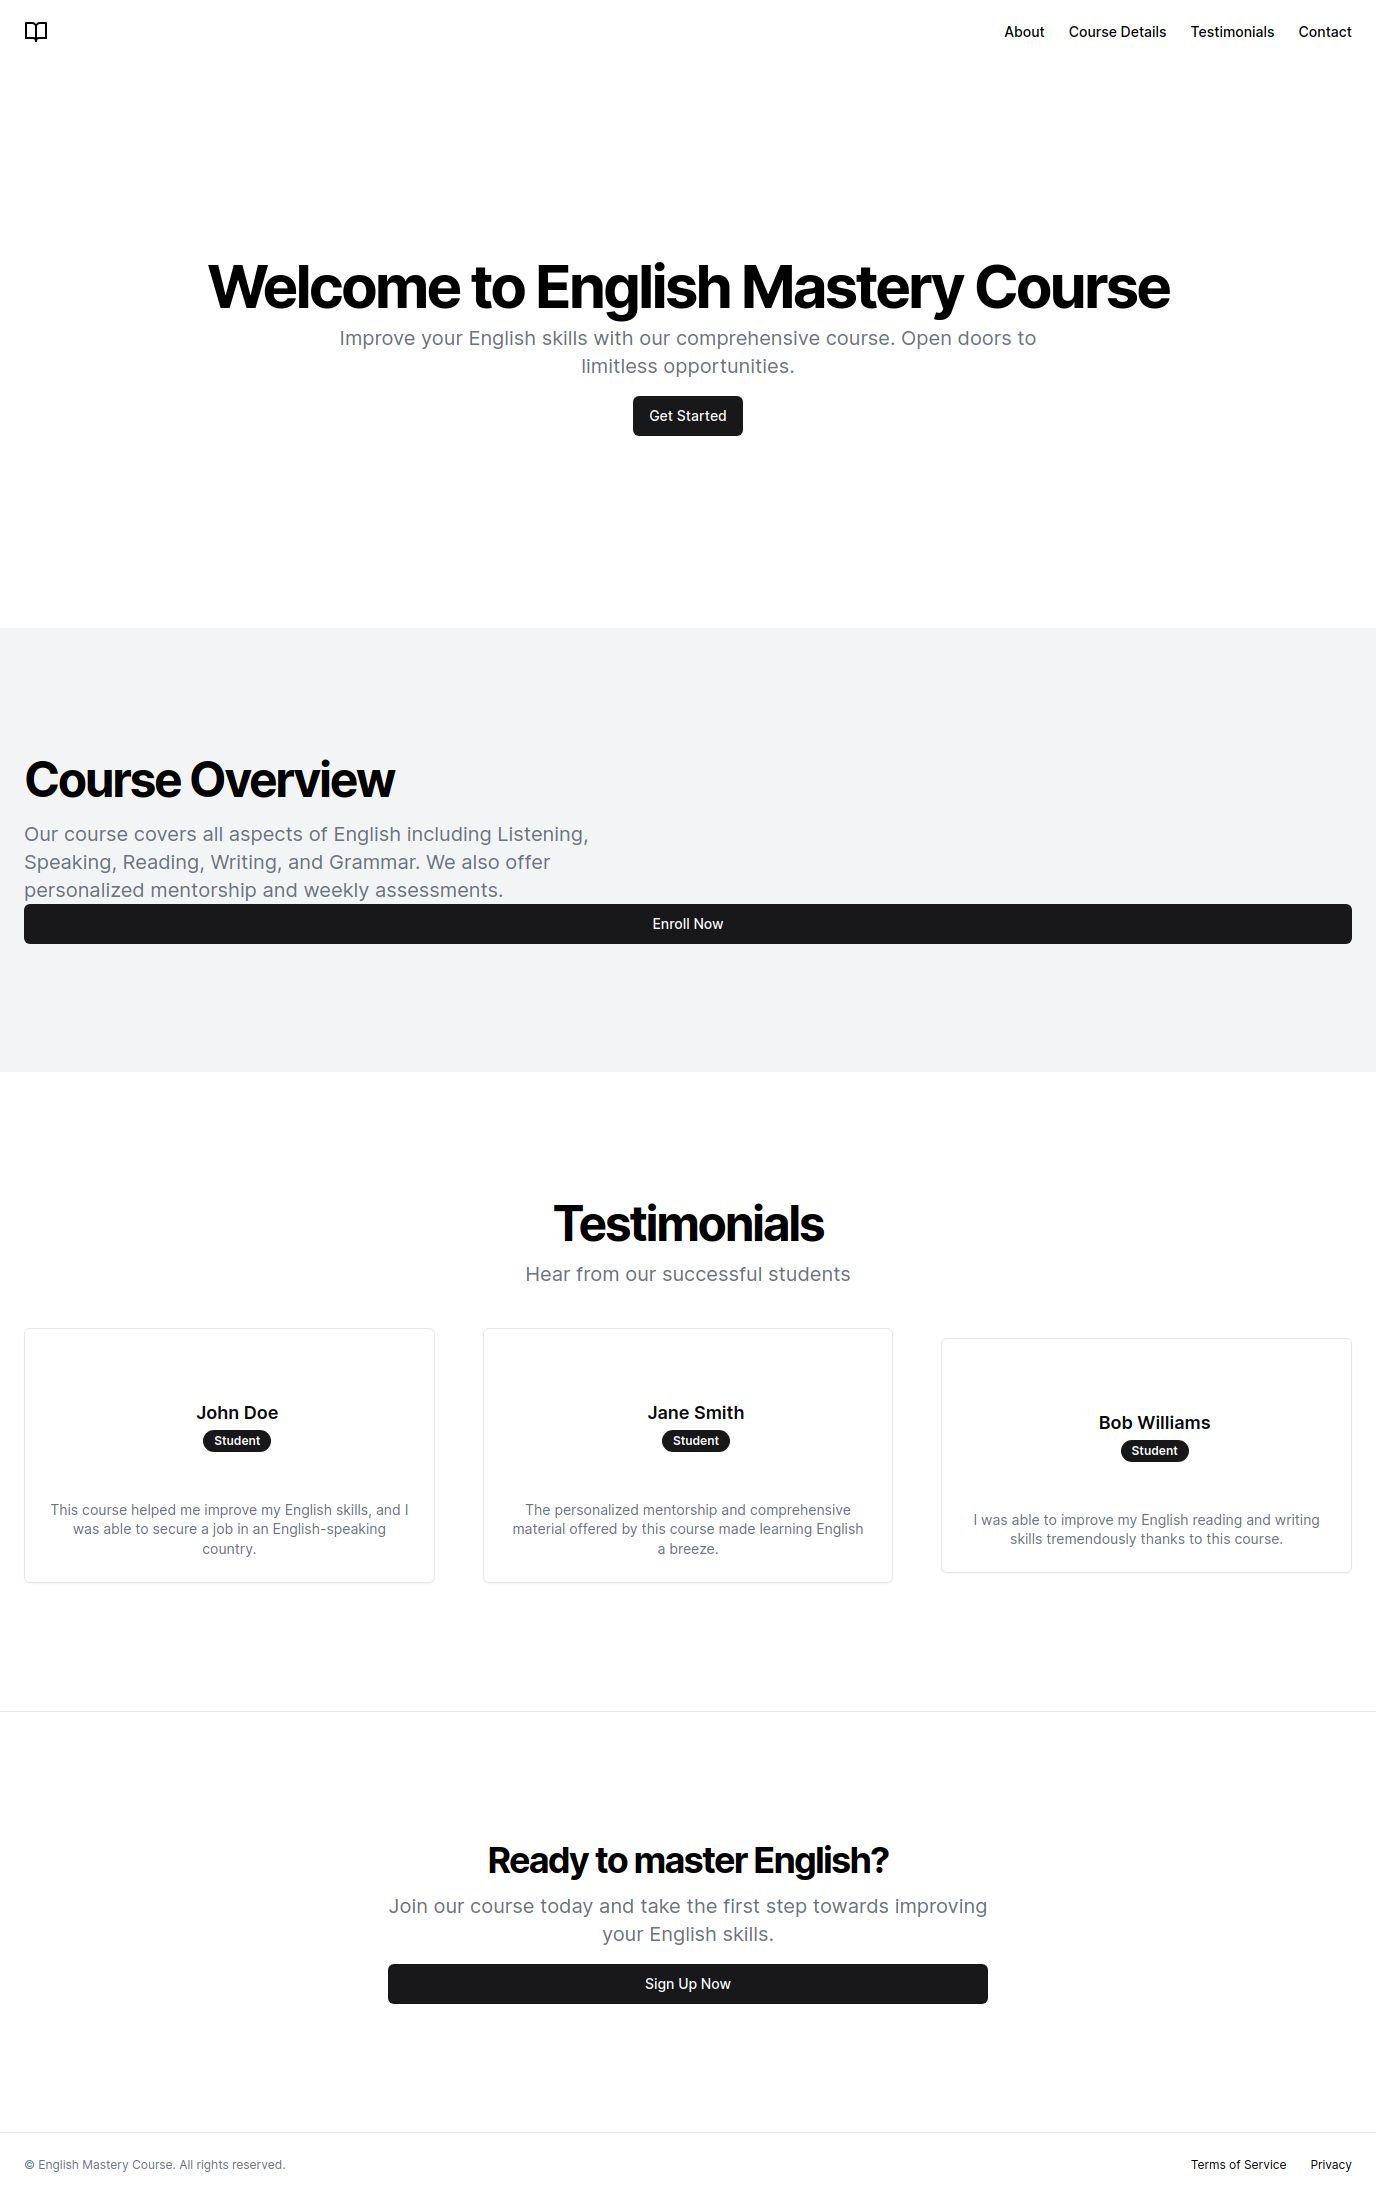 About
Course Details
Testimonials
Contact
Welcome to English Mastery Course
Improve your English skills with our comprehensive course. Open doors to
limitless opportunities.
Get Started
Course Overview
Our course covers all aspects of English including Listening,
Speaking, Reading, Writing, and Grammar. We also offer
personalized mentorship and weekly assessments.
Enroll Now
Testimonials
Hear from our successful students
John Doe
Student
This course helped me improve my English skills, and I
was able to secure a job in an English-speaking
country.
Jane Smith
Student
The personalized mentorship and comprehensive
material offered by this course made learning English
a breeze.
Bob Williams
Student
I was able to improve my English reading and writing
skills tremendously thanks to this course.
Ready to master English?
Join our course today and take the first step towards improving
your English skills.
Sign Up Now
© English Mastery Course. All rights reserved.
Terms of Service
Privacy